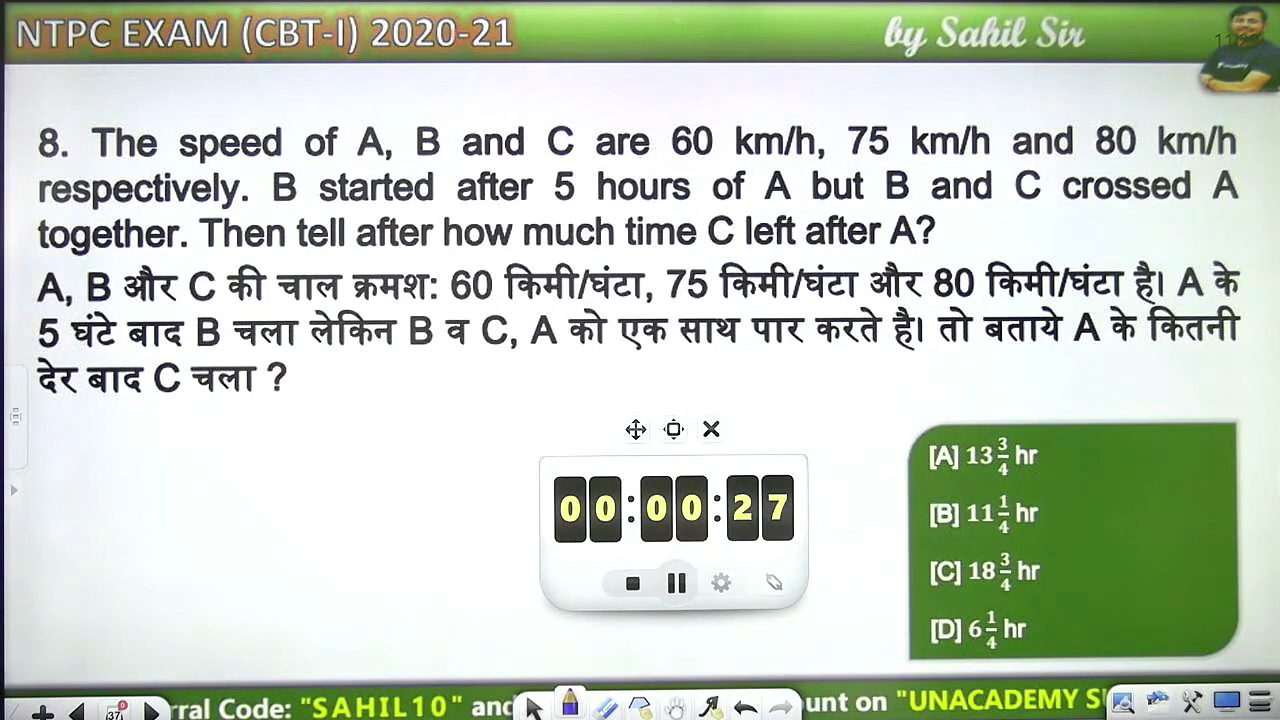 NTPC EXAM (CBT-I) 2020-21
by Sahil Sir
8. The speed of A, B and C are 60 km/h, 75 km/h and 80 km/h
respectively. B started after 5 hours of A but B and C crossed A
together. Then tell after how much time C left after A?
A, B और C की चाल क्रमश: 60 किमी/घंटा, 75 किमी/घंटा और 80 किमी/घंटा है। A के
5 घंटे बाद B चला लेकिन B व C, A को एक साथ पार करते है। तो बताये A के कितनी
देर बाद C चला ?
00:00:27
[A] 13 3/4 hr
[B] 11 1/4 hr
[C] 18 3/4 hr
[D] 6 1/4 hr
rral Code: "SAHIL10" and
unt on "UNACADEMY S
37